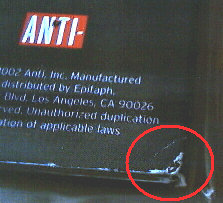 ANTI-
2002 Anti, Inc. Manufactured
distributed by Epitaph,
Blvd. Los Angeles, CA 90026
rved. Unauthorized duplication
ation of applicable laws